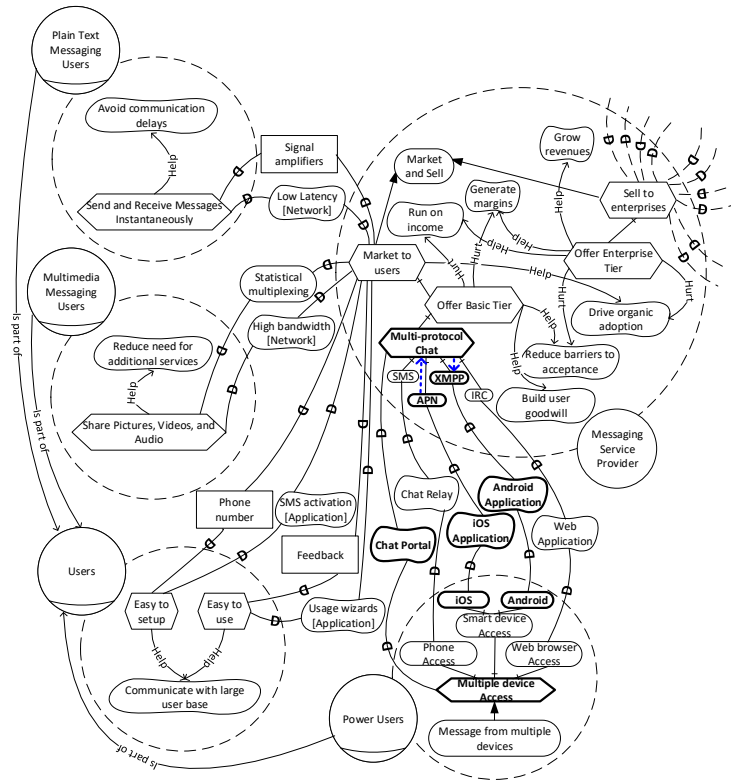 Plain Text
Messaging
Users
Avoid communication
delays
Help
Send and Receive Messages
Instantaneously
Signal
amplifiers
Low Latency
[Network]
D
D
D
D
Market
and Sell
Grow
revenues
Generate
margins
Run on
income
Sell to
enterprises
D
D
D
D
D
D
D
D
Help
Help
Help
Hurt
Hurt
Market to
users
Offer Enterprise
Tier
Offer Basic Tier
Help
Hurt
Hurt
Help
Help
Drive organic
adoption
Reduce barriers to
acceptance
Build user
goodwill
Messaging
Service
Provider
Multimedia
Messaging
Users
Statistical
multiplexing
High bandwidth
[Network]
D
D
D
D
Reduce need for
additional services
Help
Share Pictures, Videos, and
Audio
Is part of
Is part of
Multi-protocol
Chat
SMS
XMPP
APN
IRC
D
D
D
D
D
D
D
D
D
Chat Relay
Android
Application
iOS
Application
Web
Application
Chat Portal
Phone
number
SMS activation
[Application]
Feedback
Usage wizards
[Application]
D
D
D
D
Users
Easy to
setup
Easy to
use
Help
Help
Communicate with large
user base
D
D
D
D
D
iOS
Android
Smart device
Access
Phone
Access
Web browser
Access
Multiple device
Access
Message from multiple
devices
Power Users
Is part of